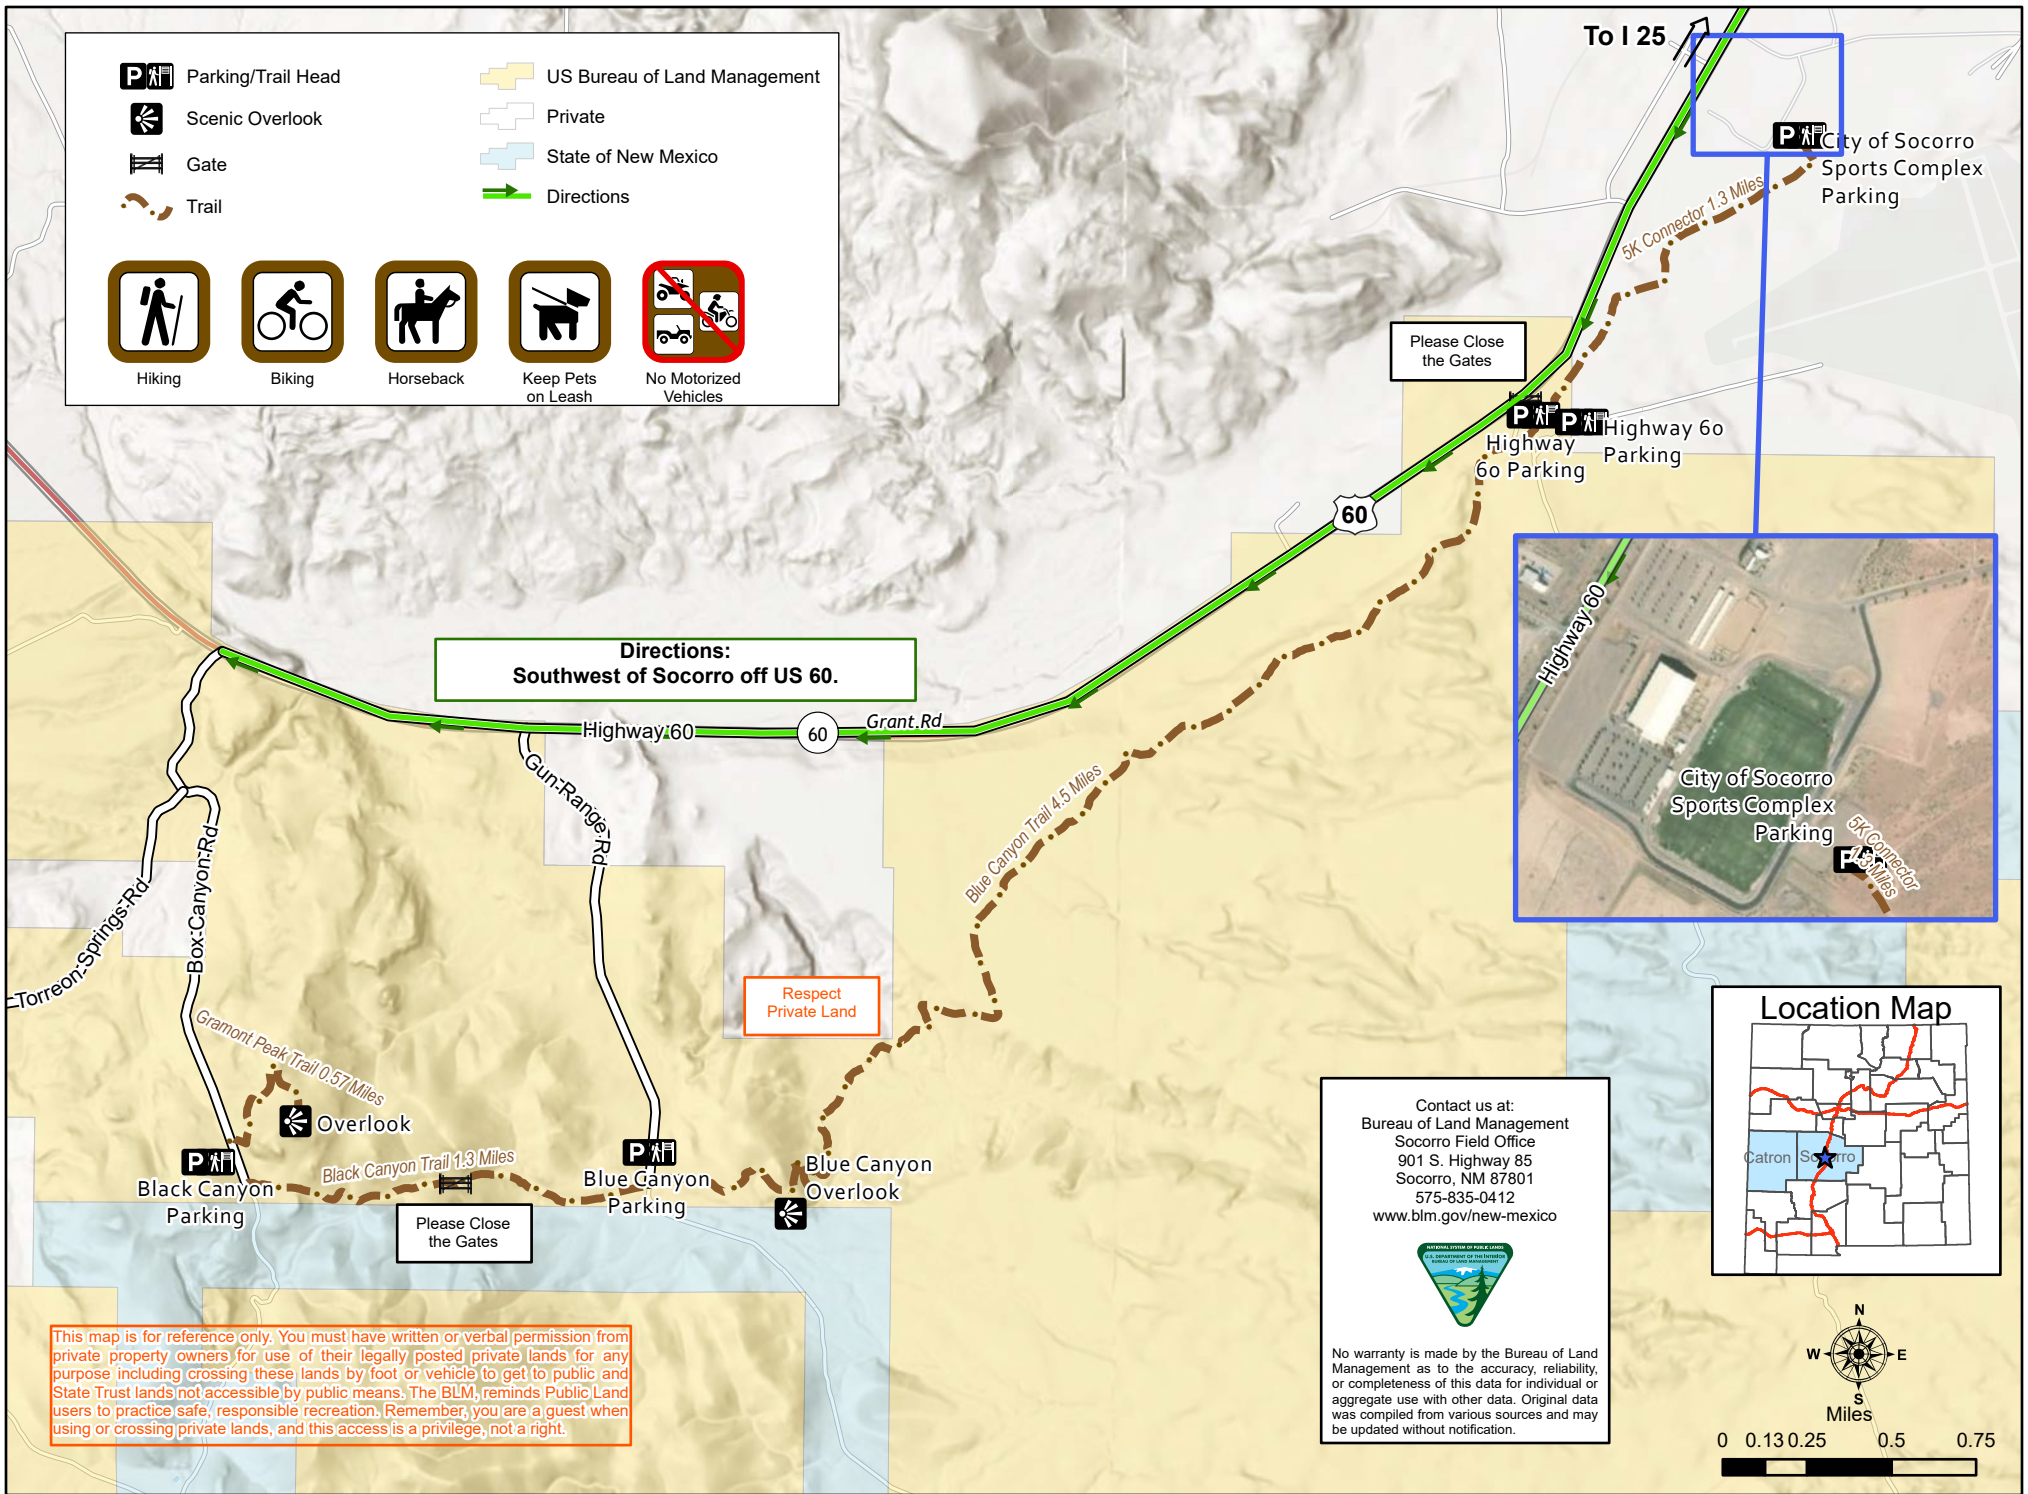 Parking/Trail Head
Scenic Overlook
Gate
Trail
US Bureau of Land Management
Private
State of New Mexico
Directions
Hiking
Biking
Horseback
Keep Pets
on Leash
No Motorized
Vehicles
To I 25
City of Socorro
Sports Complex
Parking
5K Connector 1.3 Miles
Please Close
the Gates
Highway
60 Parking
Highway 60
Parking
60
Directions:
Southwest of Socorro off US 60.
Highway 60
60
Grant Rd
Gun Range Rd
Box Canyon Rd
Torreon Springs Rd
Blue Canyon Trail 4.5 Miles
Highway 60
City of Socorro
Sports Complex
Parking
5K Connector
1.3 Miles
Respect
Private Land
Gramont Peak Trail 0.57 Miles
Overlook
Black Canyon
Parking
Black Canyon Trail 1.3 Miles
Please Close
the Gates
Blue Canyon
Parking
Blue Canyon
Overlook
Location Map
Catron
Socorro
Contact us at:
Bureau of Land Management
Socorro Field Office
901 S. Highway 85
Socorro, NM 87801
575-835-0412
www.blm.gov/new-mexico
NATIONAL SYSTEM OF PUBLIC LANDS
U.S. DEPARTMENT OF THE INTERIOR
BUREAU OF LAND MANAGEMENT
No warranty is made by the Bureau of Land
Management as to the accuracy, reliability,
or completeness of this data for individual or
aggregate use with other data. Original data
was compiled from various sources and may
be updated without notification.
This map is for reference only. You must have written or verbal permission from
private property owners for use of their legally posted private lands for any
purpose including crossing these lands by foot or vehicle to get to public and
State Trust lands not accessible by public means. The BLM, reminds Public Land
users to practice safe, responsible recreation. Remember, you are a guest when
using or crossing private lands, and this access is a privilege, not a right.
N
W
E
S
Miles
0 0.13 0.25 0.5 0.75